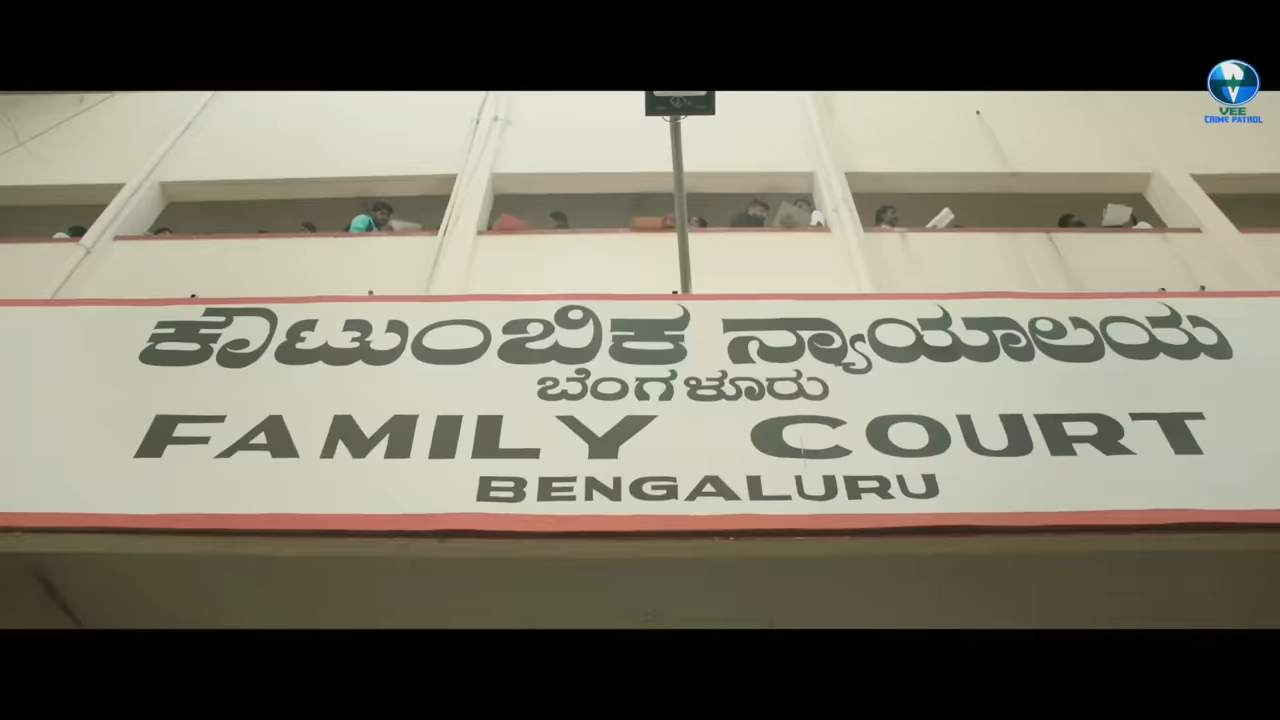 VEE
CRIME PATROL
ಕೌಟುಂಬಿಕ ನ್ಯಾಯಾಲಯ
ಬೆಂಗಳೂರು
FAMILY COURT
BENGALURU